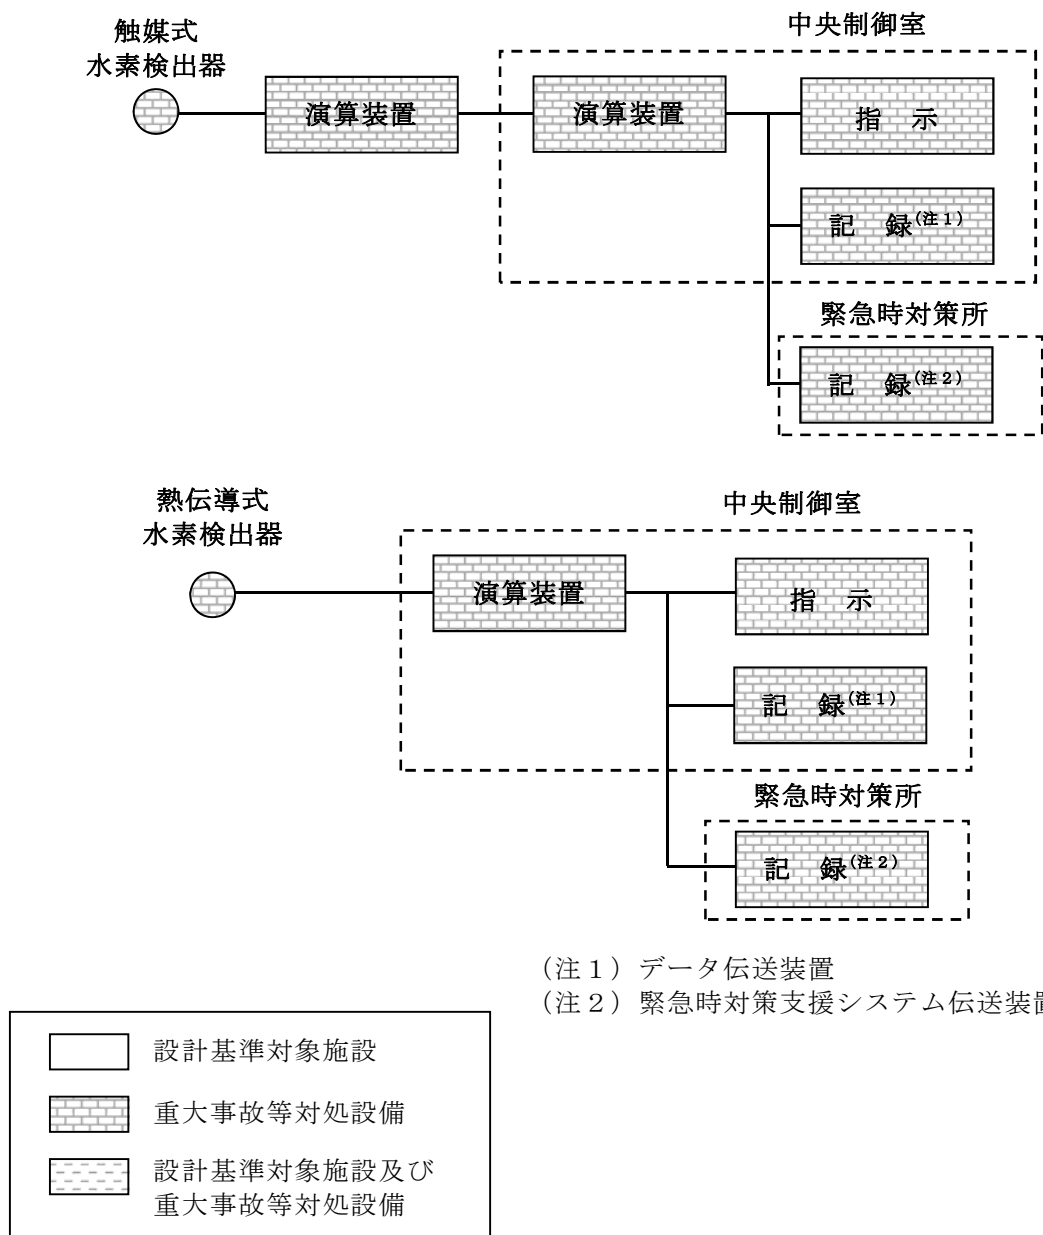 触媒式
水素検出器
中央制御室
演算装置
演算装置
指　示
記　録(注1)
緊急時対策所
記　録(注2)
熱伝導式
水素検出器
中央制御室
演算装置
指　示
記　録(注1)
緊急時対策所
記　録(注2)
（注１）データ伝送装置
（注２）緊急時対策支援システム伝送装置
設計基準対象施設
重大事故等対処設備
設計基準対象施設及び
重大事故等対処設備